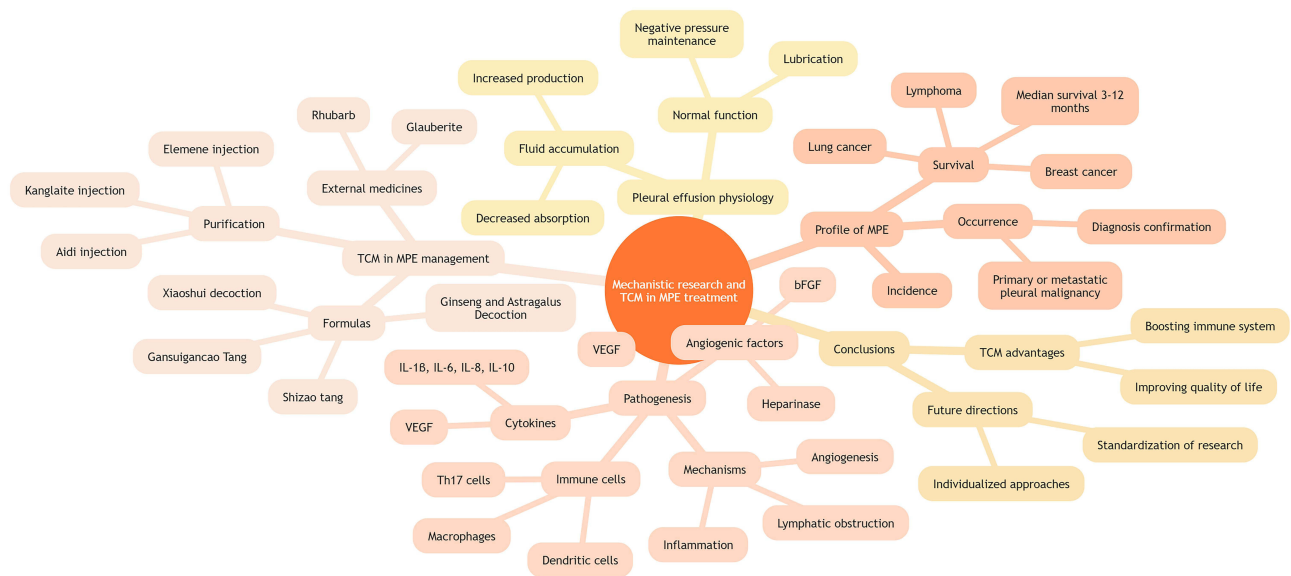 Mechanistic research and
TCM in MPE treatment
Pleural effusion physiology
Normal function
Negative pressure
maintenance
Lubrication
Fluid accumulation
Increased production
Decreased absorption
Profile of MPE
Survival
Lymphoma
Median survival 3-12
months
Lung cancer
Breast cancer
Occurrence
Diagnosis confirmation
Primary or metastatic
pleural malignancy
Incidence
Conclusions
TCM advantages
Boosting immune system
Improving quality of life
Future directions
Standardization of research
Individualized approaches
Pathogenesis
Angiogenic factors
bFGF
VEGF
Heparinase
Mechanisms
Angiogenesis
Lymphatic obstruction
Inflammation
Immune cells
Th17 cells
Macrophages
Dendritic cells
Cytokines
IL-1β, IL-6, IL-8, IL-10
VEGF
TCM in MPE management
External medicines
Rhubarb
Glauberite
Purification
Elemene injection
Kanglaite injection
Aidi injection
Formulas
Xiaoshui decoction
Gansuigancao Tang
Shizao tang
Ginseng and Astragalus
Decoction